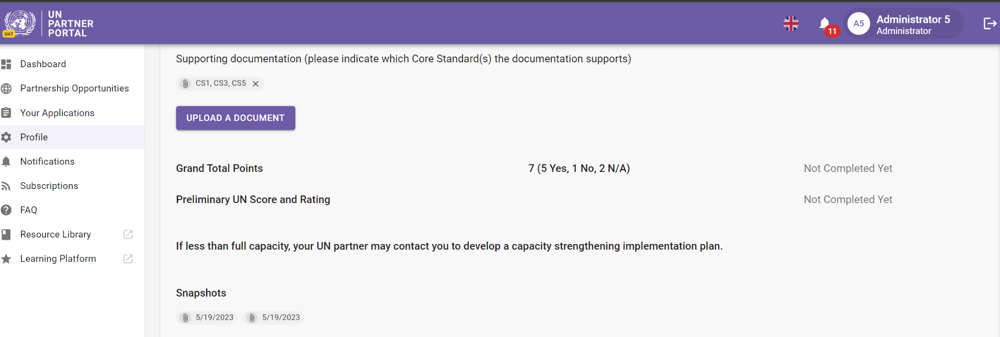 UN
PARTNER
PORTAL
UAT
11
A5
Administrator 5
Administrator
Dashboard
Partnership Opportunities
Your Applications
Profile
Notifications
Subscriptions
FAQ
Resource Library
Learning Platform
Supporting documentation (please indicate which Core Standard(s) the documentation supports)
CS1, CS3, CS5
UPLOAD A DOCUMENT
Grand Total Points 7 (5 Yes, 1 No, 2 N/A) Not Completed Yet
Preliminary UN Score and Rating Not Completed Yet
If less than full capacity, your UN partner may contact you to develop a capacity strengthening implementation plan.
Snapshots
5/19/2023 5/19/2023